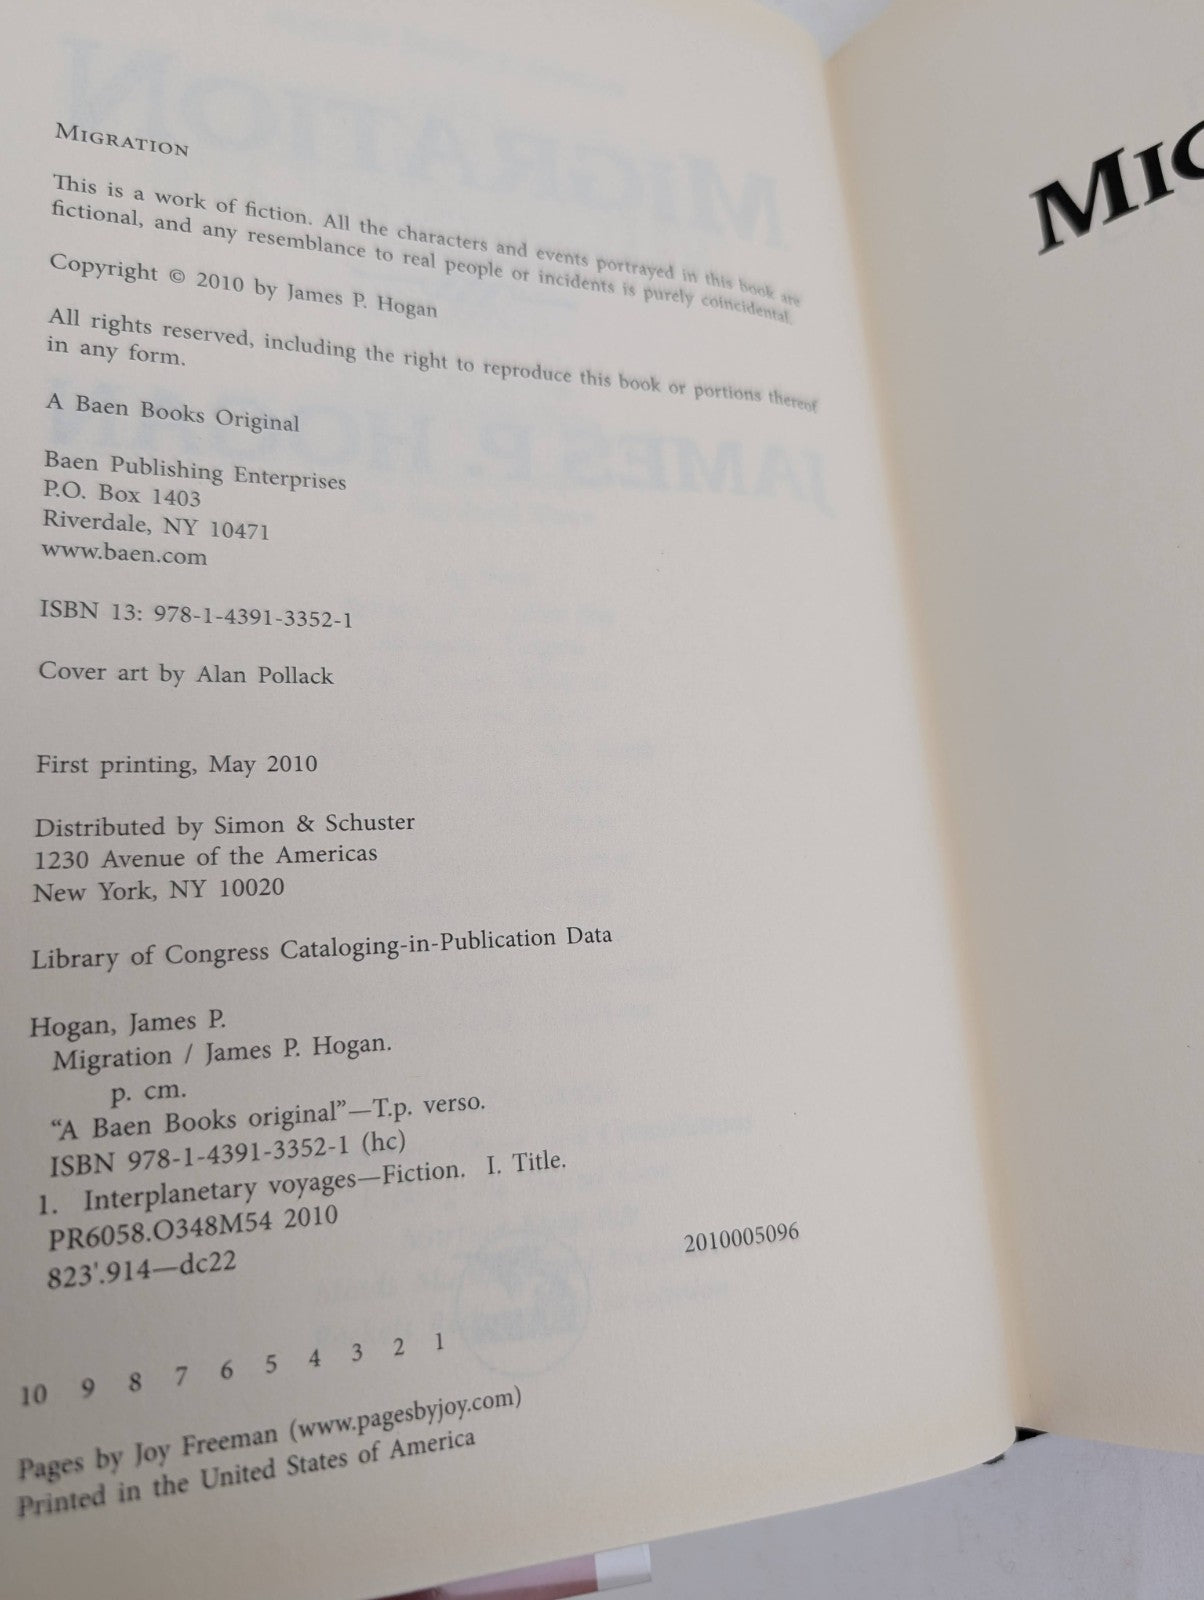 MIGRATION
This is a work of fiction. All the characters and events portrayed in this book are
fictional, and any resemblance to real people or incidents is purely coincidental.
Copyright © 2010 by James P. Hogan
All rights reserved, including the right to reproduce this book or portions thereof
in any form.
A Baen Books Original
Baen Publishing Enterprises
P.O. Box 1403
Riverdale, NY 10471
www.baen.com
ISBN 13: 978-1-4391-3352-1
Cover art by Alan Pollack
First printing, May 2010
Distributed by Simon & Schuster
1230 Avenue of the Americas
New York, NY 10020
Library of Congress Cataloging-in-Publication Data
Hogan, James P.
Migration / James P. Hogan.
p. cm.
“A Baen Books original”—T.p. verso.
ISBN 978-1-4391-3352-1 (hc)
1. Interplanetary voyages—Fiction. I. Title.
PR6058.O348M54 2010
823'.914—dc22
2010005096
10 9 8 7 6 5 4 3 2 1
Pages by Joy Freeman (www.pagesbyjoy.com)
Printed in the United States of America
MIG